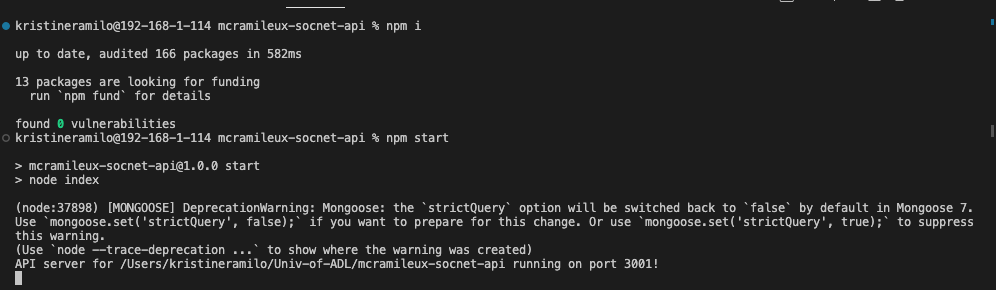 kristineramilo@192-168-1-114 mcramileux-socnet-api % npm i
up to date, audited 166 packages in 582ms
13 packages are looking for funding
  run `npm fund` for details
found 0 vulnerabilities
kristineramilo@192-168-1-114 mcramileux-socnet-api % npm start
> mcramileux-socnet-api@1.0.0 start
> node index
(node:37898) [MONGOOSE] DeprecationWarning: Mongoose: the `strictQuery` option will be switched back to `false` by default in Mongoose 7.
Use `mongoose.set('strictQuery', false);` if you want to prepare for this change. Or use `mongoose.set('strictQuery', true);` to suppress
this warning.
(Use `node --trace-deprecation ...` to show where the warning was created)
API server for /Users/kristineramilo/Univ-of-ADL/mcramileux-socnet-api running on port 3001!